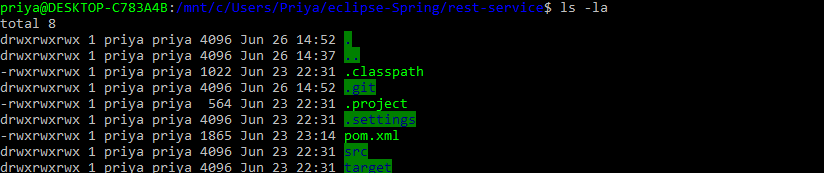 priya@DESKTOP-C783A4B:/mnt/c/Users/Priya/eclipse-Spring/rest-service$ ls -la
total 8
drwxrwxrwx 1 priya priya 4096 Jun 26 14:52 .
drwxrwxrwx 1 priya priya 4096 Jun 26 14:37 ..
-rwxrwxrwx 1 priya priya 1022 Jun 23 22:31 .classpath
drwxrwxrwx 1 priya priya 4096 Jun 26 14:52 .git
-rwxrwxrwx 1 priya priya  564 Jun 23 22:31 .project
drwxrwxrwx 1 priya priya 4096 Jun 23 22:31 .settings
-rwxrwxrwx 1 priya priya 1865 Jun 23 23:14 pom.xml
drwxrwxrwx 1 priya priya 4096 Jun 23 22:31 src
drwxrwxrwx 1 priya priya 4096 Jun 23 22:31 target